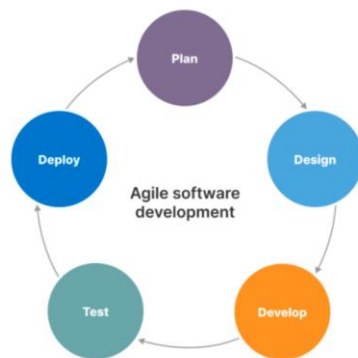 Plan
Design
Develop
Test
Deploy
Agile software
development